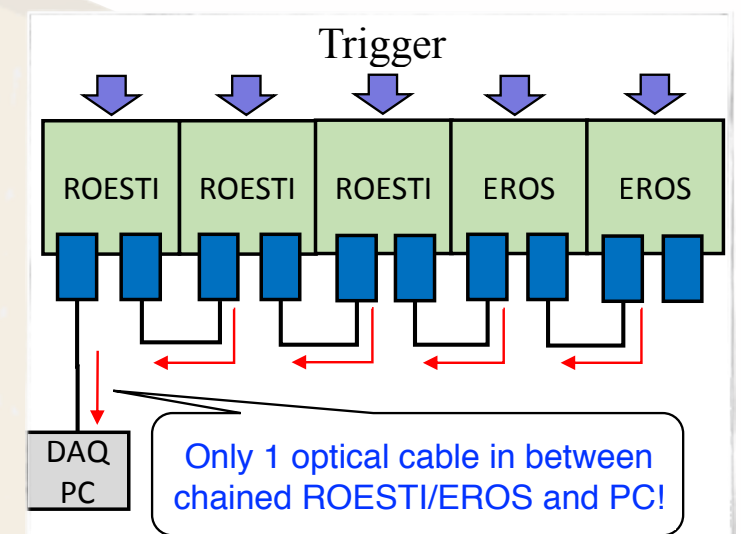 Trigger
ROESTI ROESTI ROESTI EROS EROS
DAQ
PC
Only 1 optical cable in between
chained ROESTI/EROS and PC!